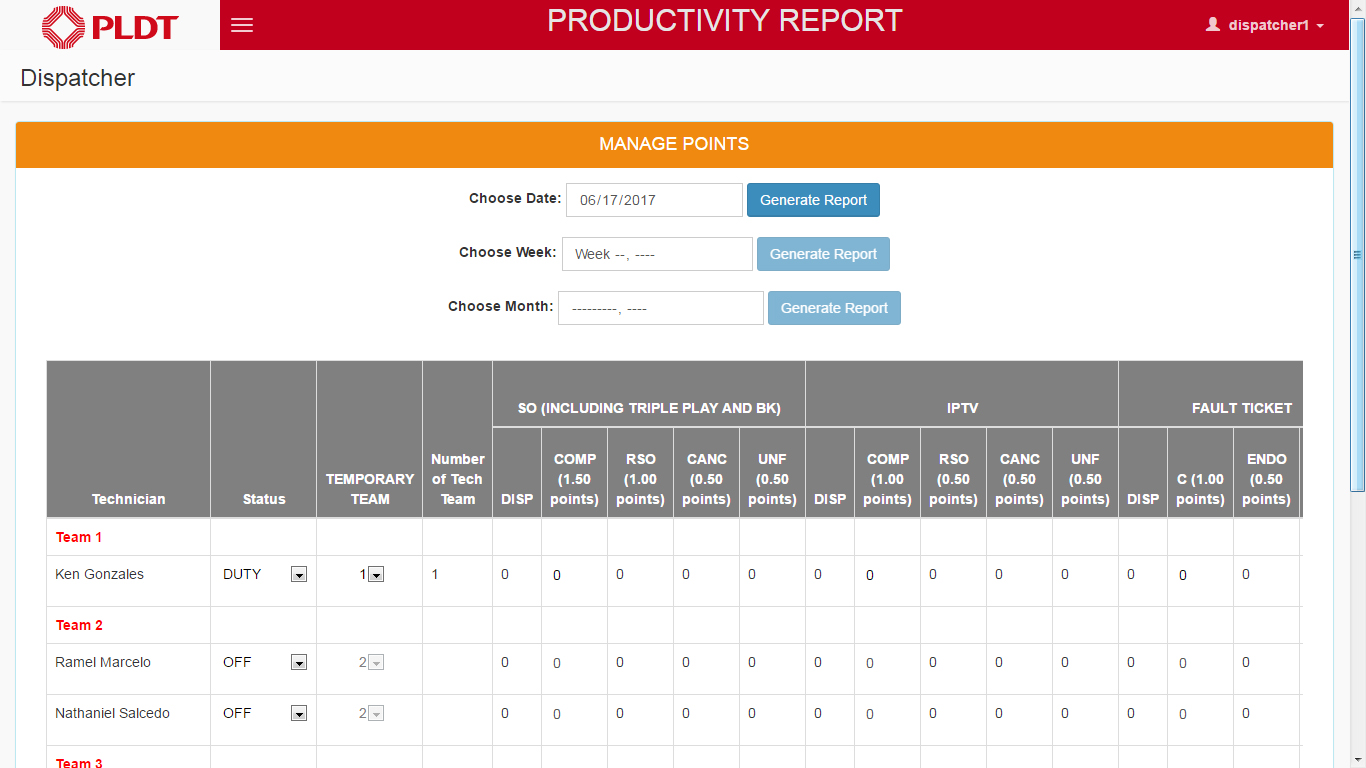 PLDT
PRODUCTIVITY REPORT
dispatcher1
Dispatcher
MANAGE POINTS
Choose Date: 06/17/2017 Generate Report
Choose Week: Week --, ---- Generate Report
Choose Month: ---------, ---- Generate Report
SO (INCLUDING TRIPLE PLAY AND BK) IPTV FAULT TICKET
Technician Status TEMPORARY TEAM Number of Tech Team DISP COMP (1.50 points) RSO (1.00 points) CANC (0.50 points) UNF (0.50 points) DISP COMP (1.00 points) RSO (0.50 points) CANC (0.50 points) UNF (0.50 points) DISP C (1.00 points) ENDO (0.50 points)
Team 1
Ken Gonzales DUTY 1 1 0 0 0 0 0 0 0 0 0 0 0 0 0
Team 2
Ramel Marcelo OFF 2 0 0 0 0 0 0 0 0 0 0 0 0 0
Nathaniel Salcedo OFF 2 0 0 0 0 0 0 0 0 0 0 0 0 0
Team 3